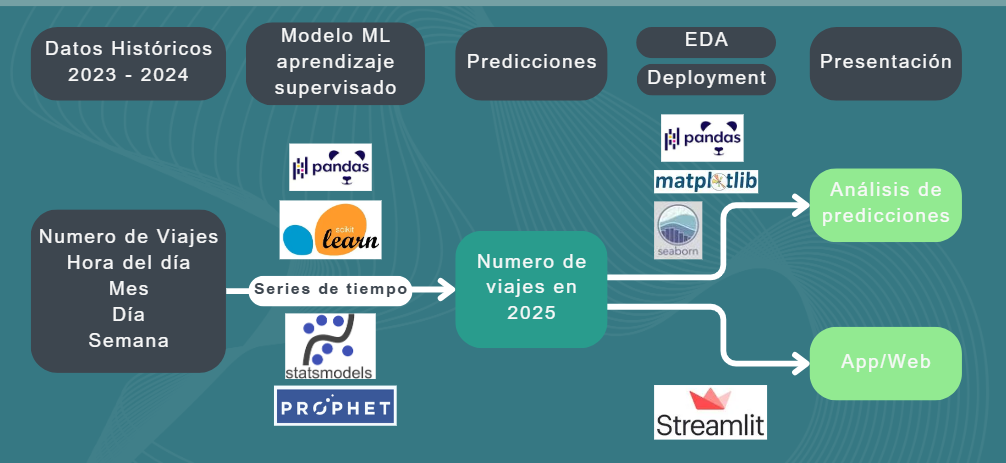 Datos Históricos
2023 - 2024
Modelo ML
aprendizaje
supervisado
Predicciones
EDA
Deployment
Presentación
Numero de Viajes
Hora del día
Mes
Día
Semana
pandas
scikit
learn
Series de tiempo
statsmodels
PROPHET
Numero de
viajes en
2025
pandas
matplotlib
seaborn
Streamlit
Análisis de
predicciones
App/Web